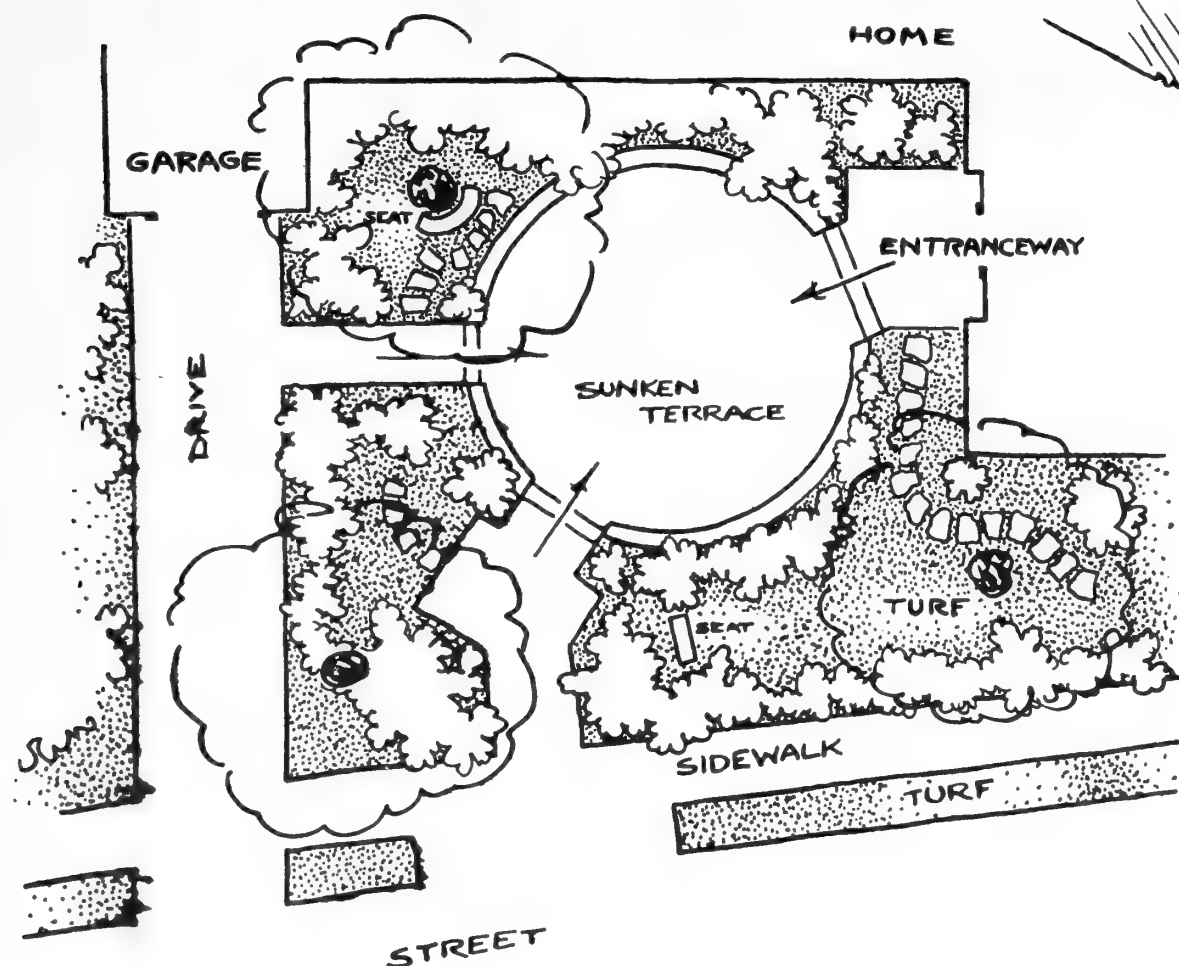 HOME
GARAGE
SEAT
ENTRANCEWAY
DRIVE
SUNKEN
TERRACE
TURF
SEAT
SIDEWALK
TURF
STREET